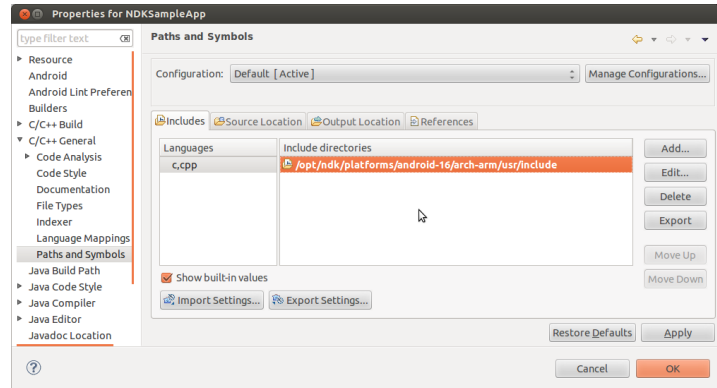 Properties for NDKSampleApp
type filter text
Paths and Symbols
Resource
Android
Android Lint Preferen
Builders
C/C++ Build
C/C++ General
Code Analysis
Code Style
Documentation
File Types
Indexer
Language Mappings
Paths and Symbols
Java Build Path
Java Code Style
Java Compiler
Java Editor
Javadoc Location
Configuration: Default [Active] Manage Configurations...
Includes Source Location Output Location References
Languages Include directories
c,cpp /opt/ndk/platforms/android-16/arch-arm/usr/include
Add...
Edit...
Delete
Export
Move Up
Move Down
Show built-in values
Import Settings... Export Settings...
Restore Defaults Apply
? Cancel OK